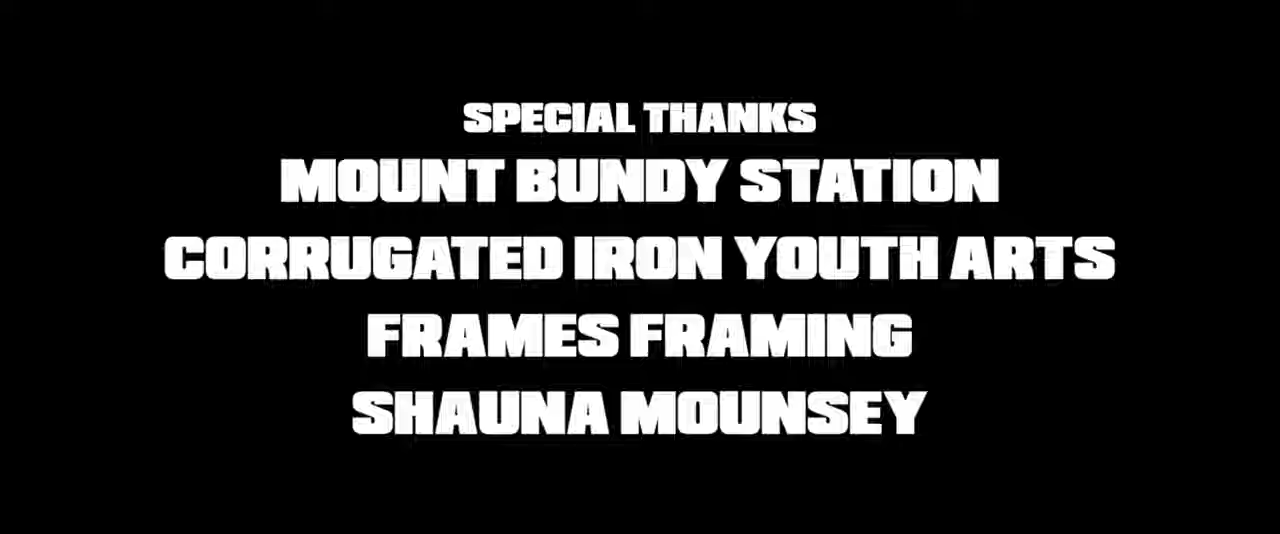 SPECIAL THANKS
MOUNT BUNDY STATION
CORRUGATED IRON YOUTH ARTS
FRAMES FRAMING
SHAUNA MOUNSEY